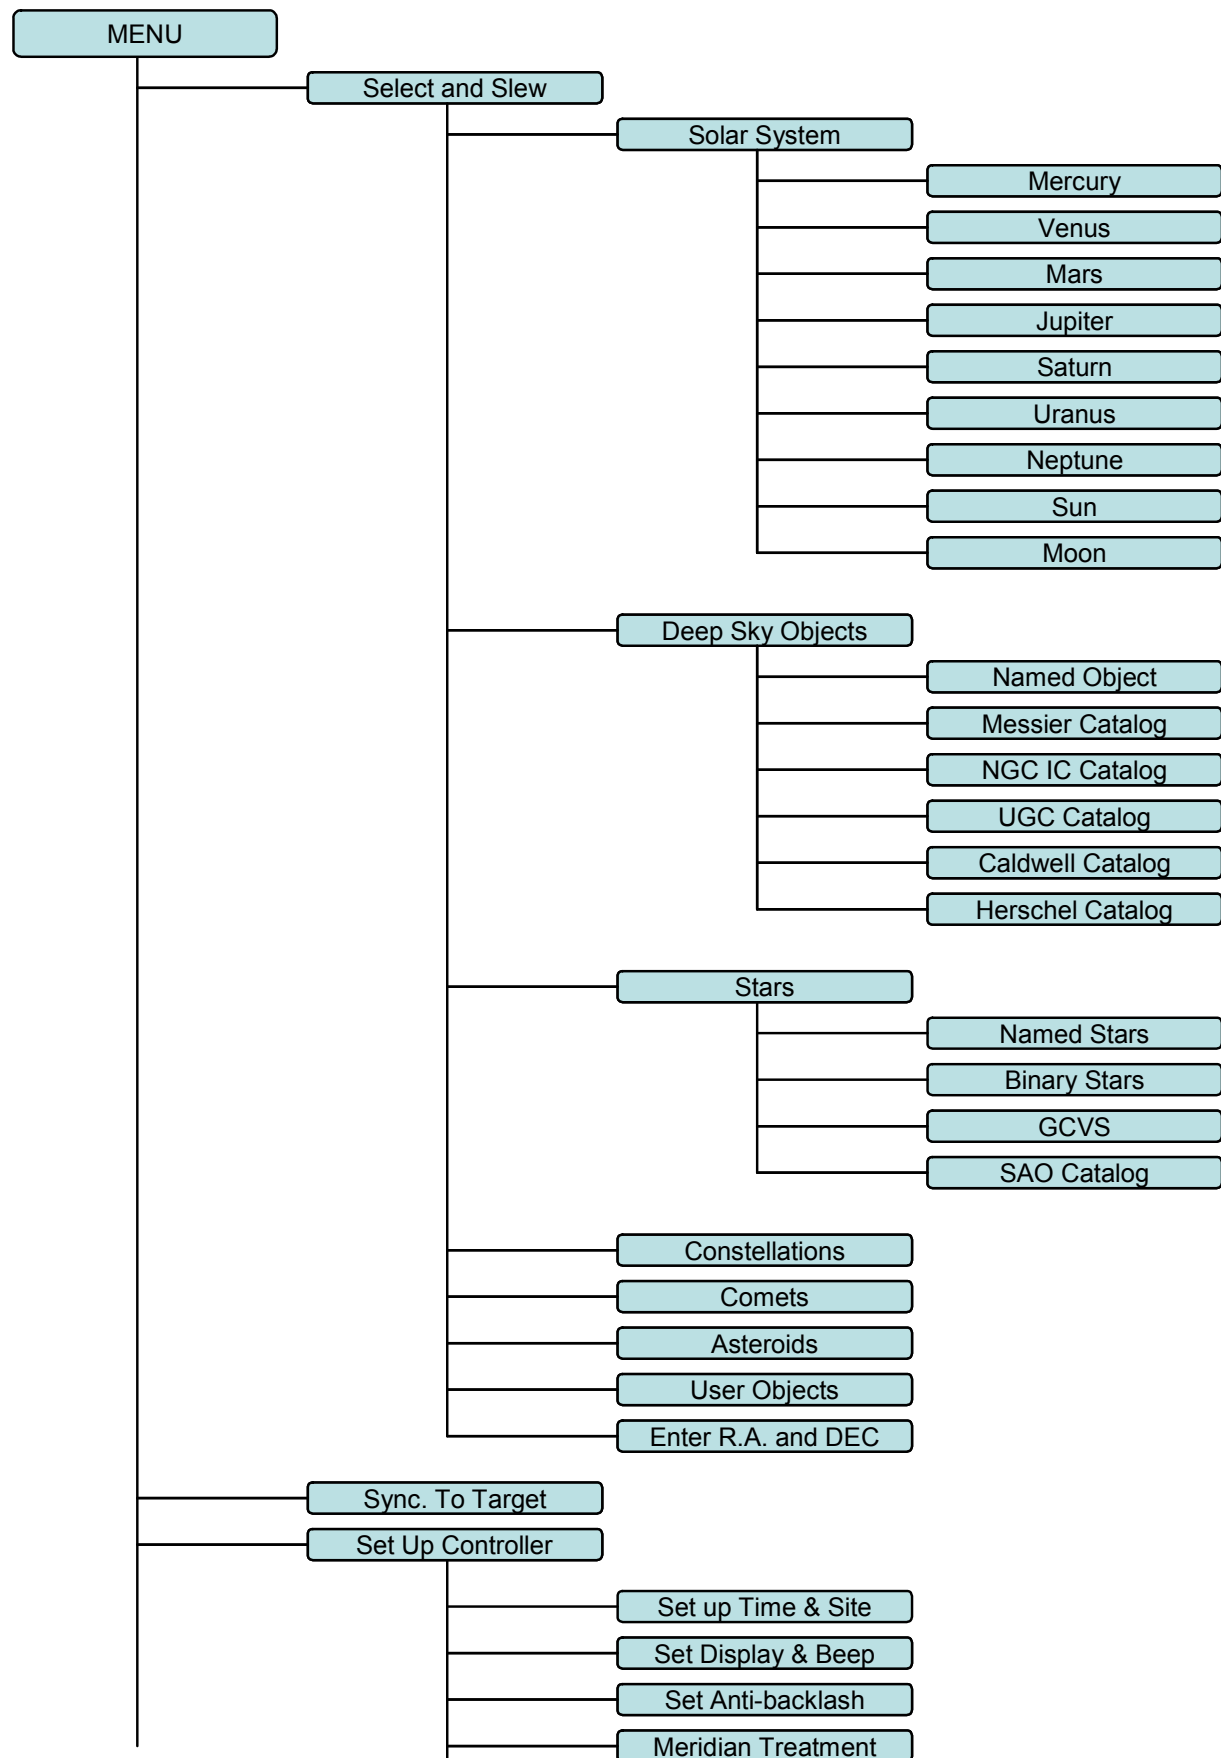 MENU
Select and Slew
Solar System
Mercury
Venus
Mars
Jupiter
Saturn
Uranus
Neptune
Sun
Moon
Deep Sky Objects
Named Object
Messier Catalog
NGC IC Catalog
UGC Catalog
Caldwell Catalog
Herschel Catalog
Stars
Named Stars
Binary Stars
GCVS
SAO Catalog
Constellations
Comets
Asteroids
User Objects
Enter R.A. and DEC
Sync. To Target
Set Up Controller
Set up Time & Site
Set Display & Beep
Set Anti-backlash
Meridian Treatment